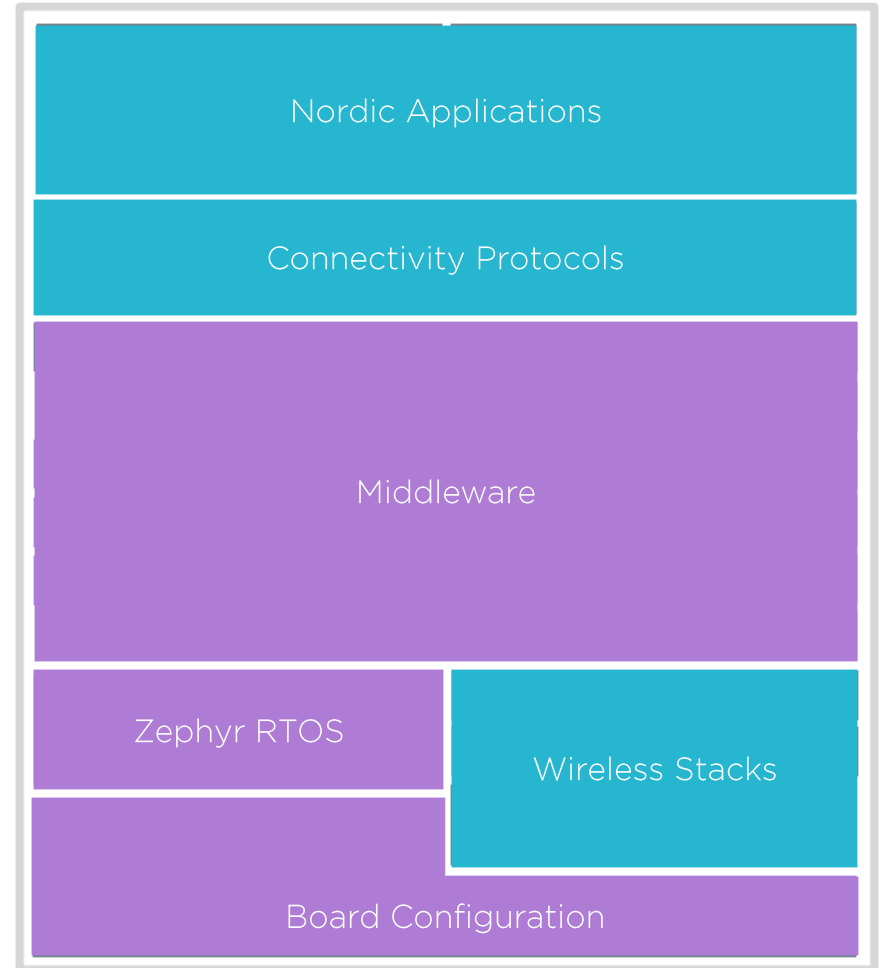 Nordic Applications
Connectivity Protocols
Middleware
Zephyr RTOS
Wireless Stacks
Board Configuration